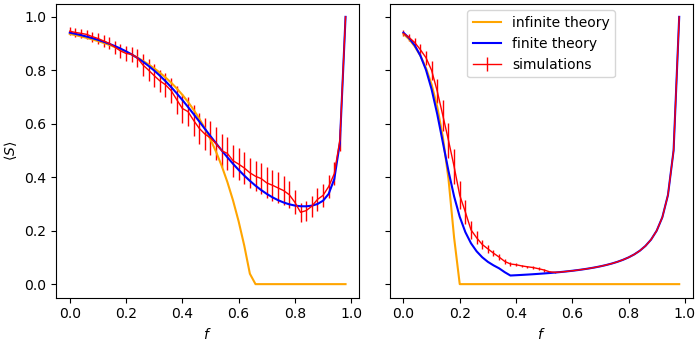 1.0
0.8
0.6
0.4
0.2
0.0
⟨S⟩
0.0 0.2 0.4 0.6 0.8 1.0
f
infinite theory
finite theory
simulations
0.0 0.2 0.4 0.6 0.8 1.0
f